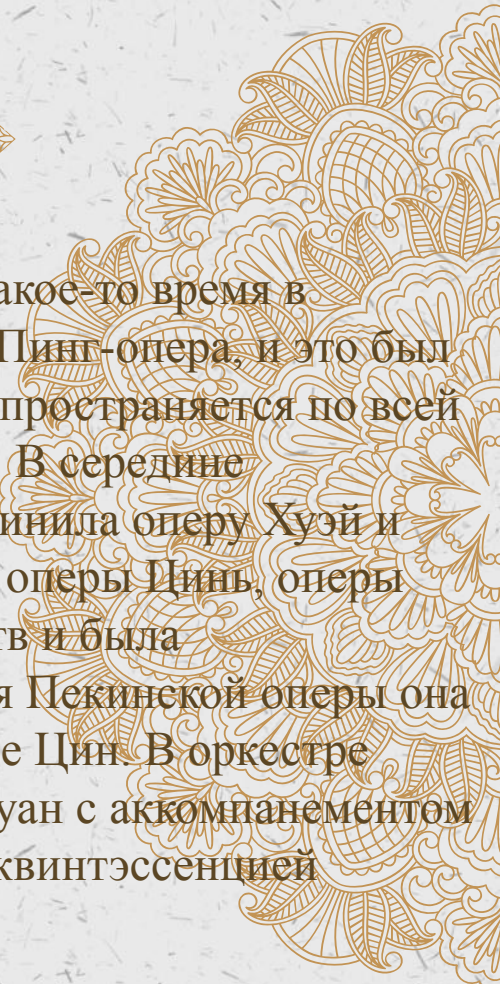 акое-то время в
Пинг-опера, и это был
пространяется по всей
В середине
инила оперу Хуэй и
оперы Цинь, оперы
тв и была
я Пекинской оперы она
е Цин. В оркестре
уан с аккомпанементом
квинтэссенцией